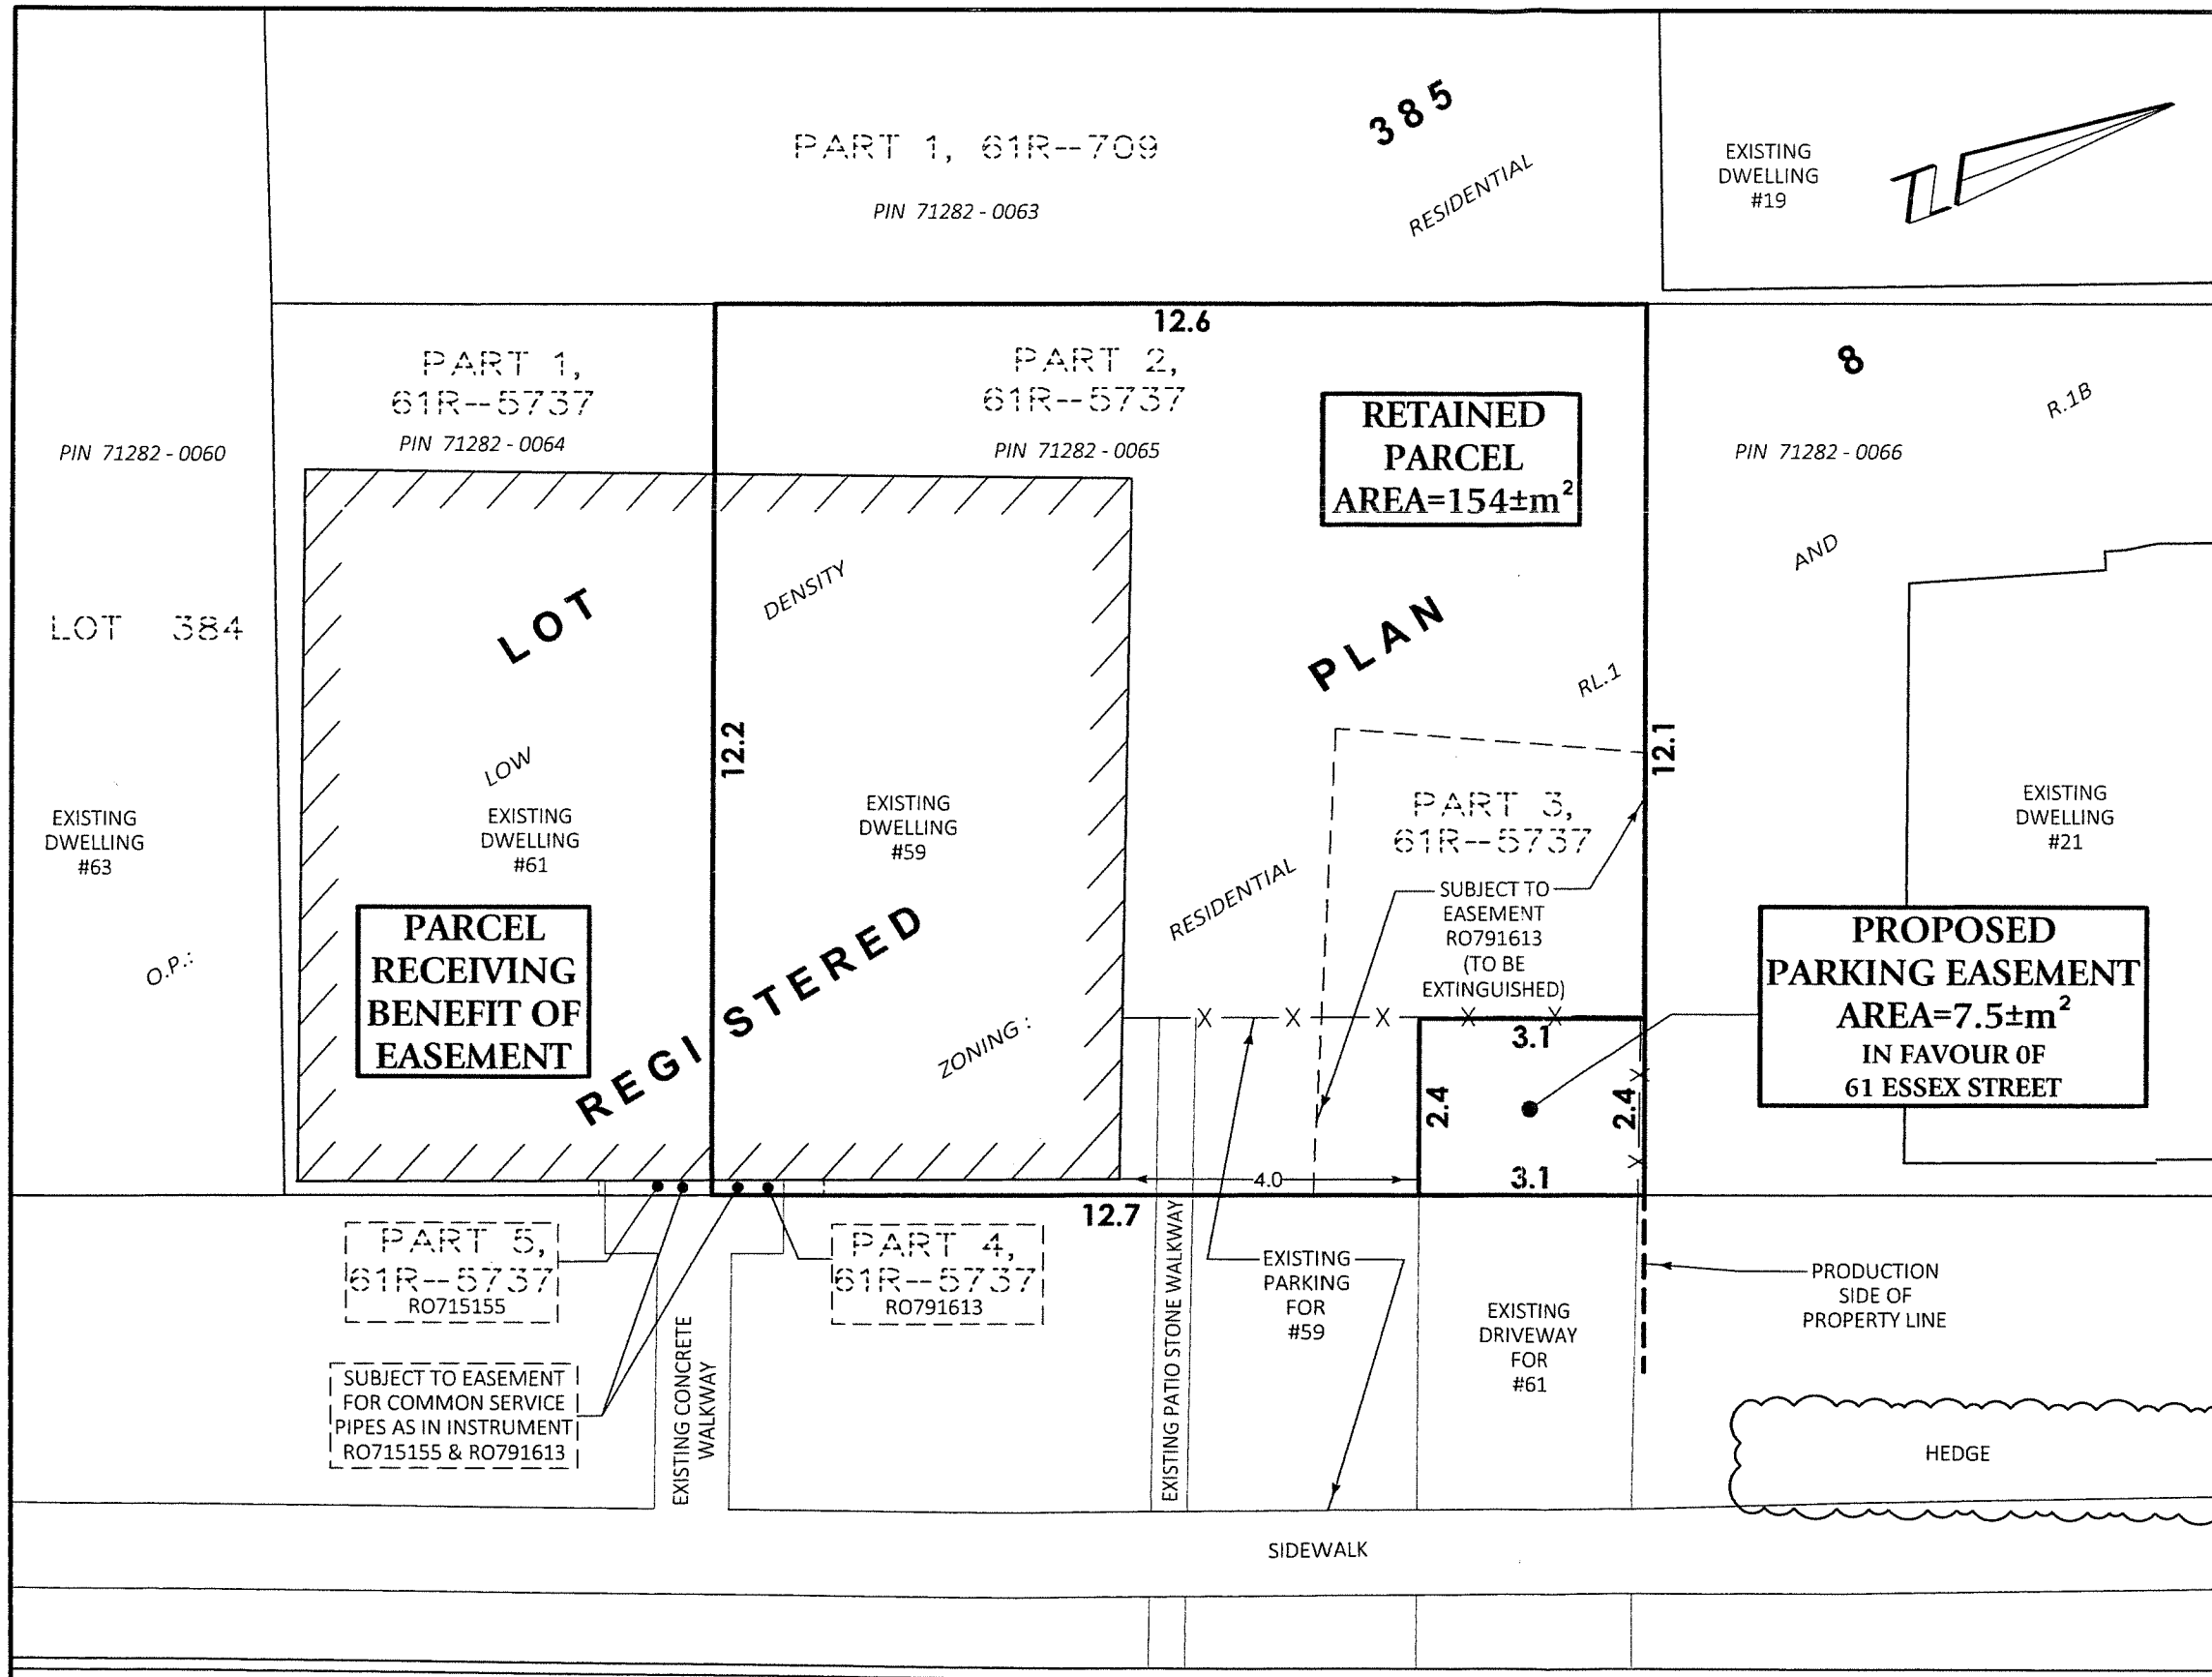 PART 1, 61R--709
PIN 71282 - 0063
385
RESIDENTIAL
EXISTING
DWELLING
#19
12.6
PART 1,
61R--5737
PIN 71282 - 0064
PART 2,
61R--5737
PIN 71282 - 0065
RETAINED
PARCEL
AREA=154±m²
8
R.1B
PIN 71282 - 0060
PIN 71282 - 0066
AND
LOT 384
LOT
DENSITY
PLAN
RL.1
12.2
12.1
LOW
EXISTING
DWELLING
#63
EXISTING
DWELLING
#61
EXISTING
DWELLING
#59
PART 3,
61R--5737
EXISTING
DWELLING
#21
RESIDENTIAL
SUBJECT TO
EASEMENT
RO791613
(TO BE
EXTINGUISHED)
O.P.:
PARCEL
RECEIVING
BENEFIT OF
EASEMENT
REGISTERED
ZONING :
PROPOSED
PARKING EASEMENT
AREA=7.5±m²
IN FAVOUR 0F
61 ESSEX STREET
X X X X X
3.1
2.4
2.4
X
X
3.1
4.0
12.7
PART 5,
61R--5737
RO715155
PART 4,
61R--5737
RO791613
EXISTING PATIO STONE WALKWAY
EXISTING
PARKING
FOR
#59
EXISTING
DRIVEWAY
FOR
#61
PRODUCTION
SIDE OF
PROPERTY LINE
SUBJECT TO EASEMENT
FOR COMMON SERVICE
PIPES AS IN INSTRUMENT
RO715155 & RO791613
EXISTING CONCRETE
WALKWAY
HEDGE
SIDEWALK